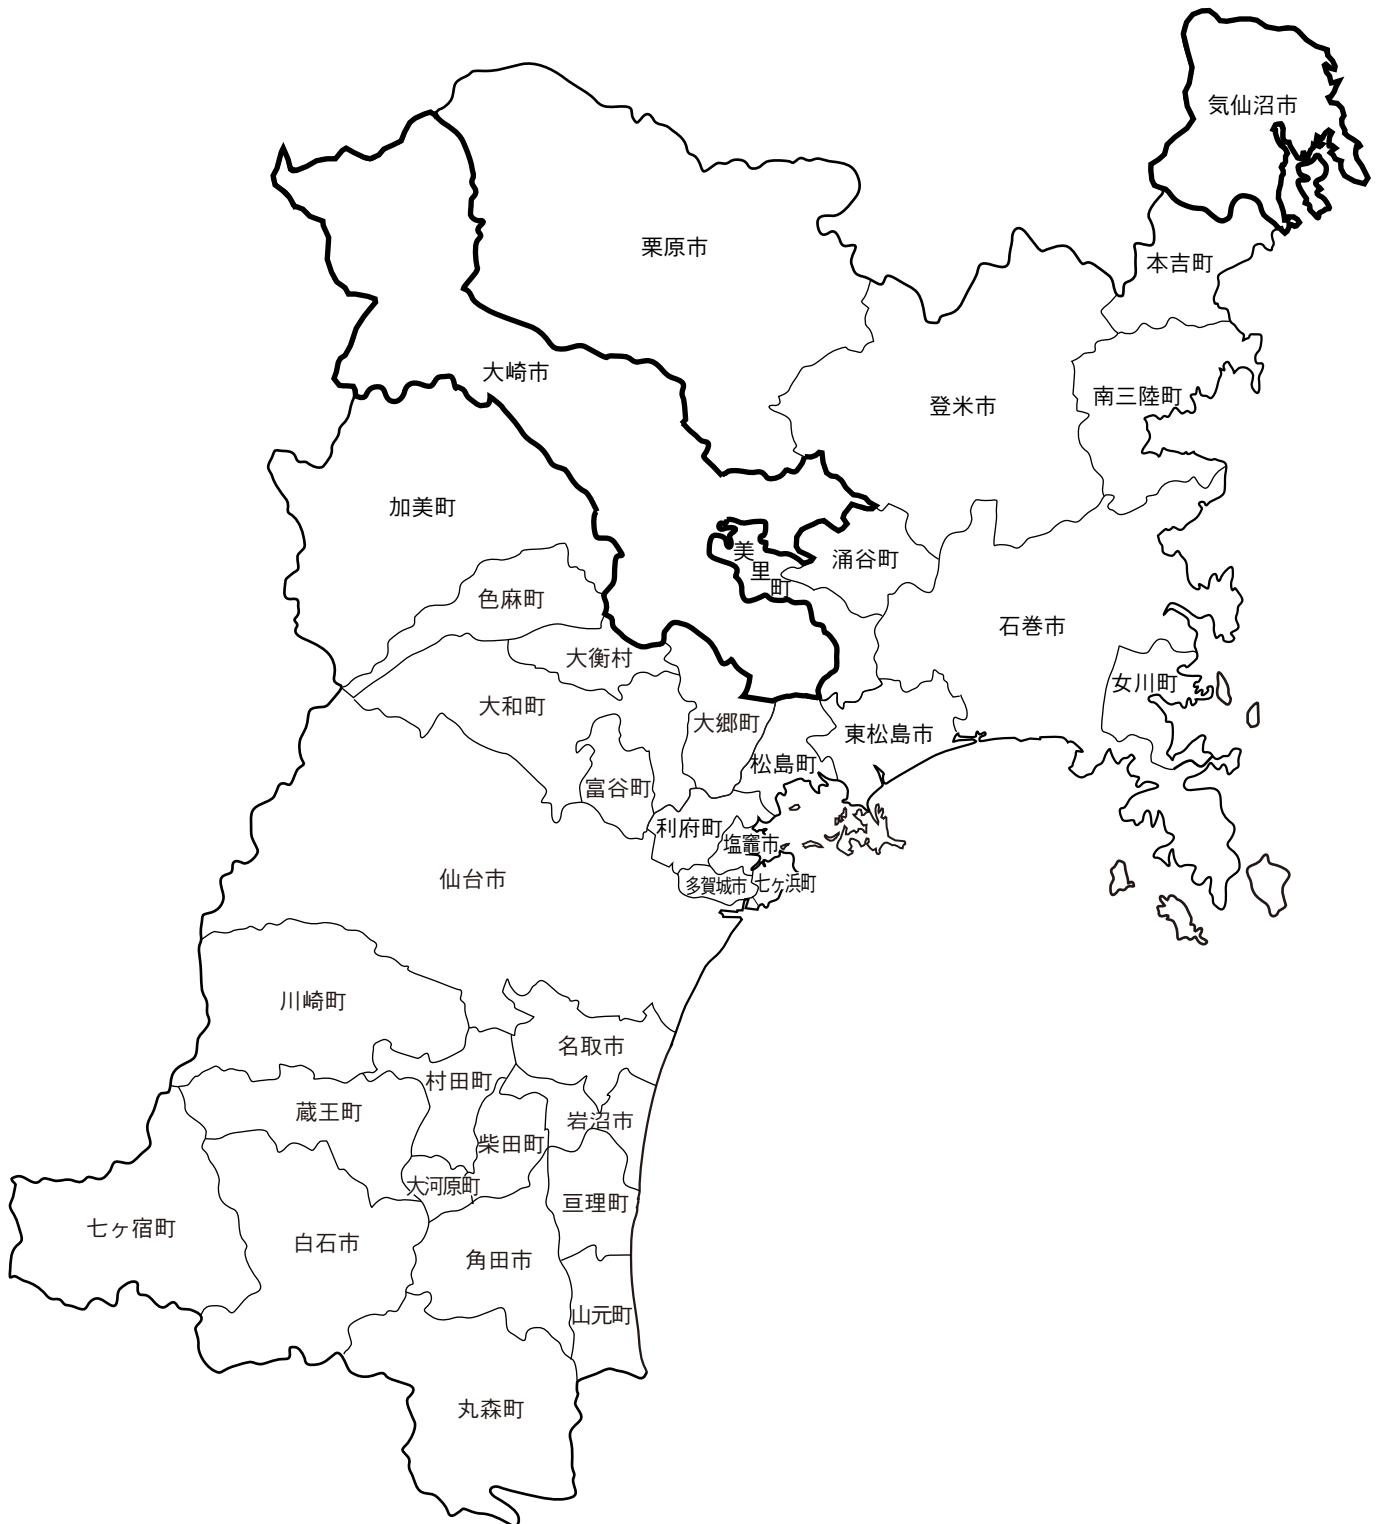 気仙沼市
栗原市
本吉町
大崎市
登米市
南三陸町
加美町
美里町
涌谷町
色麻町
石巻市
大衡村
女川町
大和町
大郷町
東松島市
松島町
富谷町
利府町
塩竈市
仙台市
多賀城市
七ヶ浜町
川崎町
名取市
村田町
蔵王町
岩沼市
柴田町
大河原町
亘理町
七ヶ宿町
白石市
角田市
山元町
丸森町